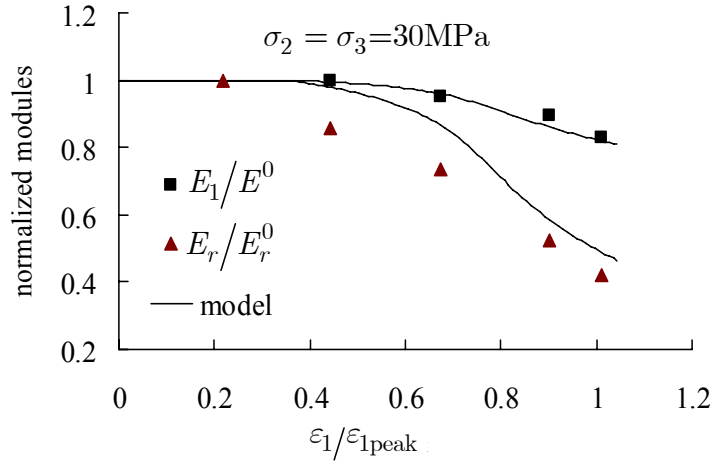 1.2
σ₂ = σ₃=30MPa
1
0.8
E₁/E⁰
0.6
Eᵣ/Eᵣ⁰
0.4
model
0.2
normalized modules
0 0.2 0.4 0.6 0.8 1 1.2
ε₁/ε₁peak